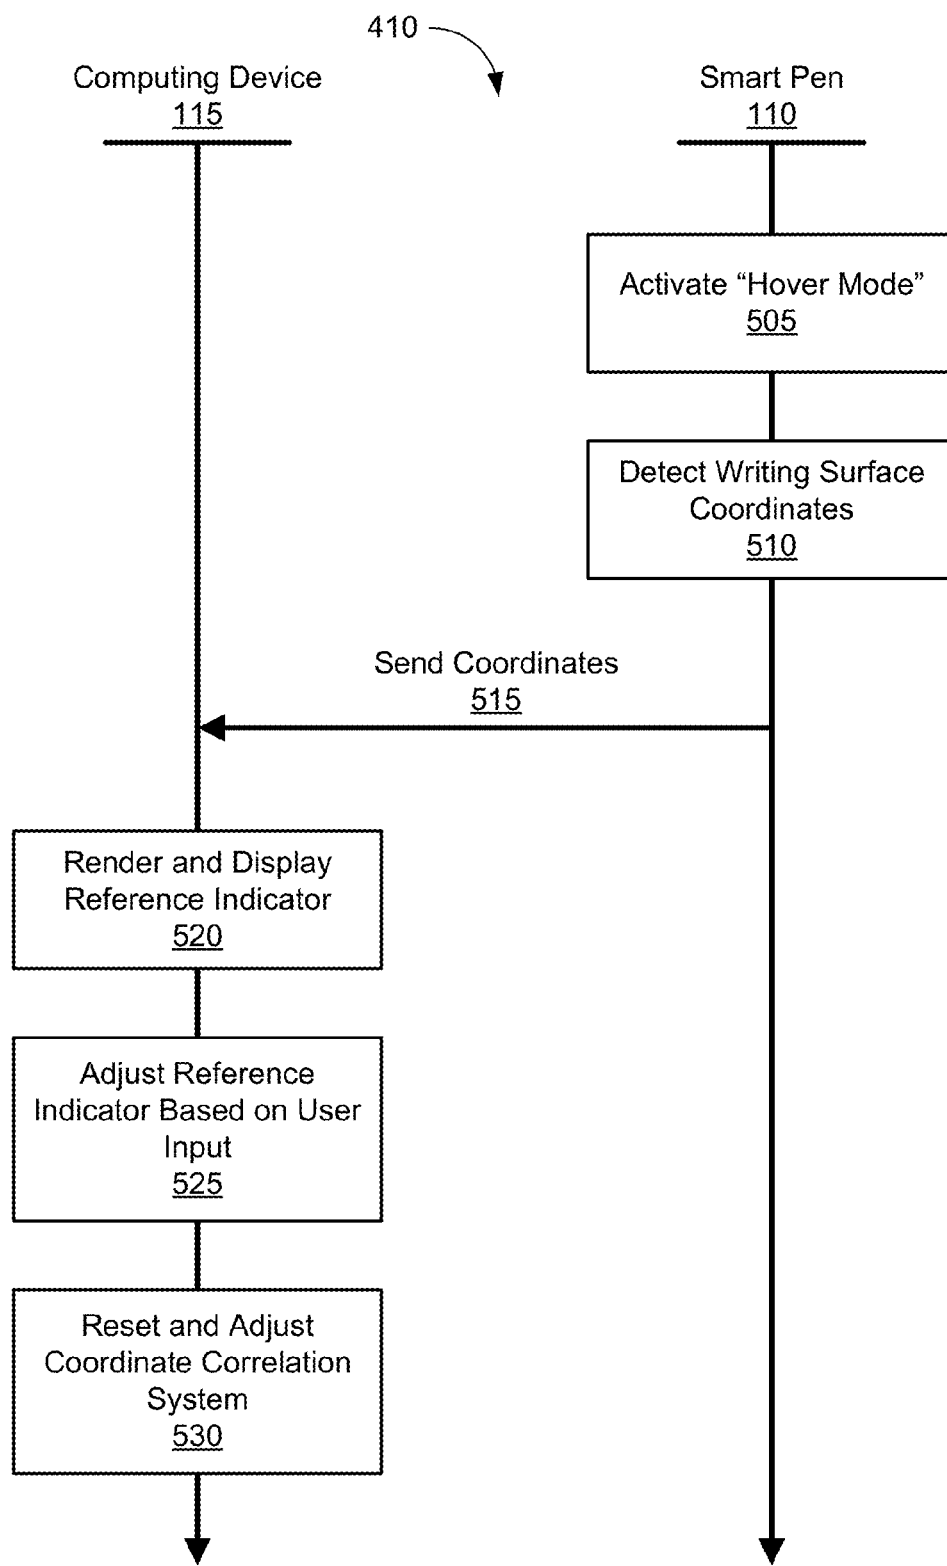 410
Computing Device
115
Smart Pen
110
Activate “Hover Mode”
505
Detect Writing Surface
Coordinates
510
Send Coordinates
515
Render and Display
Reference Indicator
520
Adjust Reference
Indicator Based on User
Input
525
Reset and Adjust
Coordinate Correlation
System
530